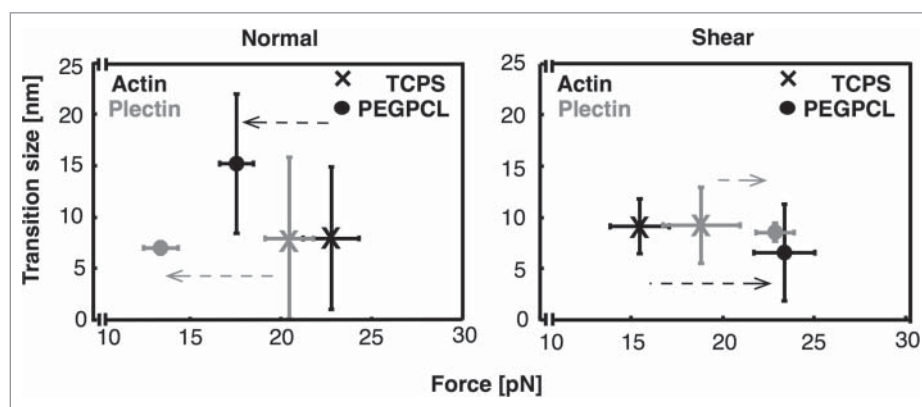 Normal
Shear
25
20
15
10
5
0
Transition size [nm]
Actin
Plectin
TCPS
PEGPCL
10
15
20
25
30
25
20
15
10
5
0
Actin
Plectin
TCPS
PEGPCL
10
15
20
25
30
Force [pN]